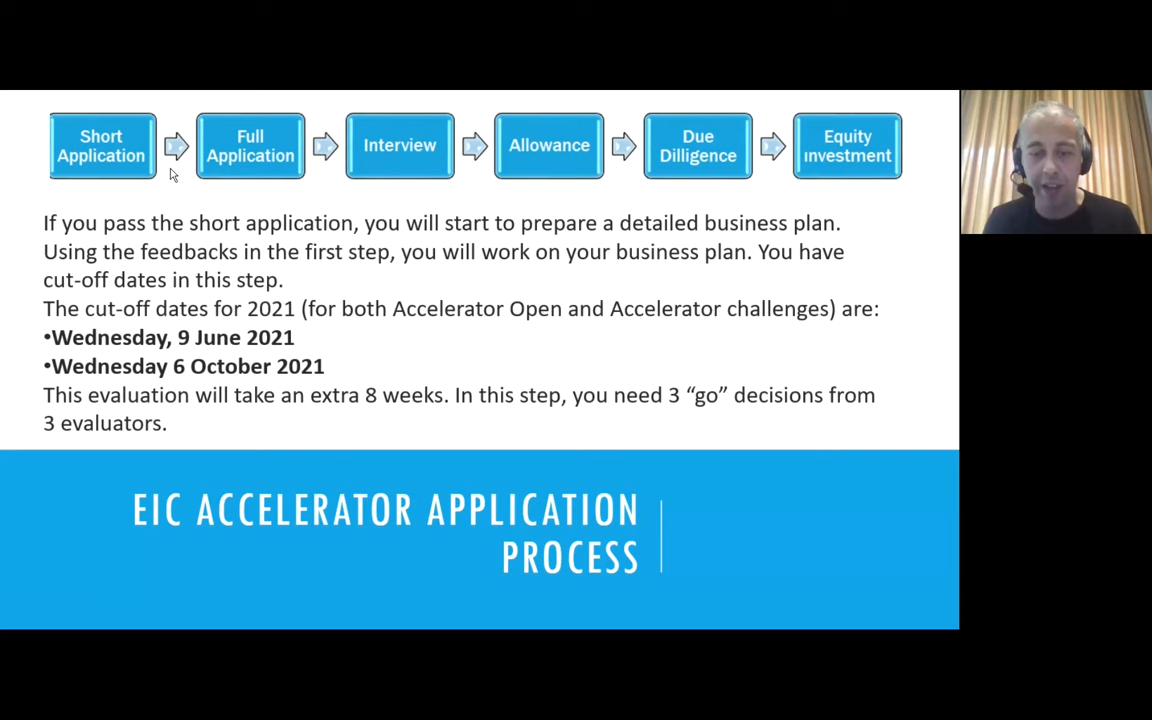 Short
Application
Full
Application
Interview
Allowance
Due
Dilligence
Equity
ınvestment
If you pass the short application, you will start to prepare a detailed business plan.
Using the feedbacks in the first step, you will work on your business plan. You have
cut-off dates in this step.
The cut-off dates for 2021 (for both Accelerator Open and Accelerator challenges) are:
•Wednesday, 9 June 2021
•Wednesday 6 October 2021
This evaluation will take an extra 8 weeks. In this step, you need 3 “go” decisions from
3 evaluators.
EIC ACCELERATOR APPLICATION
PROCESS